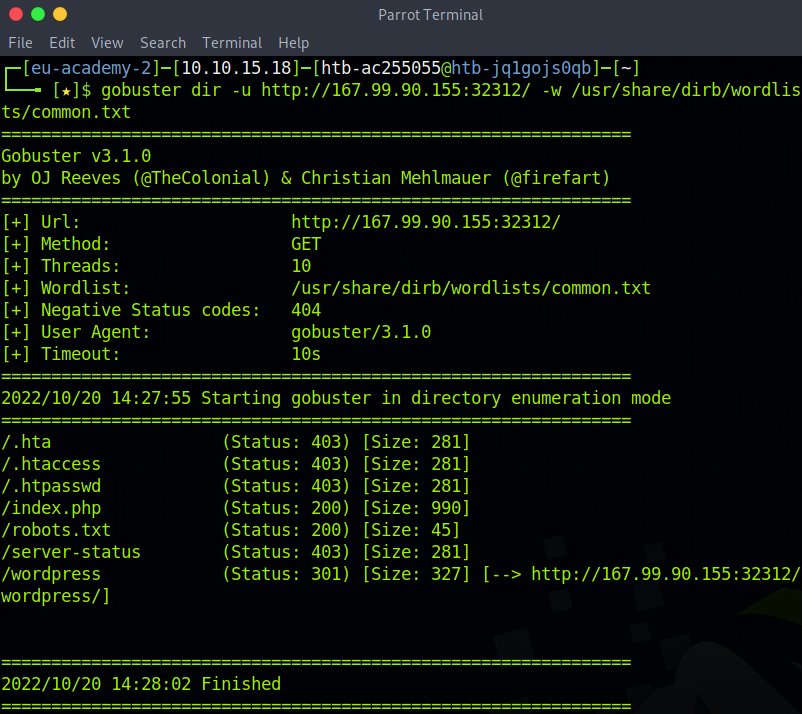 Parrot Terminal
File Edit View Search Terminal Help
┌─[eu-academy-2]─[10.10.15.18]─[htb-ac255055@htb-jq1gojs0qb]─[~]
└──╼ [★]$ gobuster dir -u http://167.99.90.155:32312/ -w /usr/share/dirb/wordlis
ts/common.txt
===============================================================
Gobuster v3.1.0
by OJ Reeves (@TheColonial) & Christian Mehlmauer (@firefart)
===============================================================
[+] Url:                     http://167.99.90.155:32312/
[+] Method:                  GET
[+] Threads:                 10
[+] Wordlist:                /usr/share/dirb/wordlists/common.txt
[+] Negative Status codes:   404
[+] User Agent:              gobuster/3.1.0
[+] Timeout:                 10s
===============================================================
2022/10/20 14:27:55 Starting gobuster in directory enumeration mode
===============================================================
/.hta                 (Status: 403) [Size: 281]
/.htaccess            (Status: 403) [Size: 281]
/.htpasswd            (Status: 403) [Size: 281]
/index.php            (Status: 200) [Size: 990]
/robots.txt           (Status: 200) [Size: 45]
/server-status        (Status: 403) [Size: 281]
/wordpress            (Status: 301) [Size: 327] [--> http://167.99.90.155:32312/
wordpress/]
===============================================================
2022/10/20 14:28:02 Finished
===============================================================